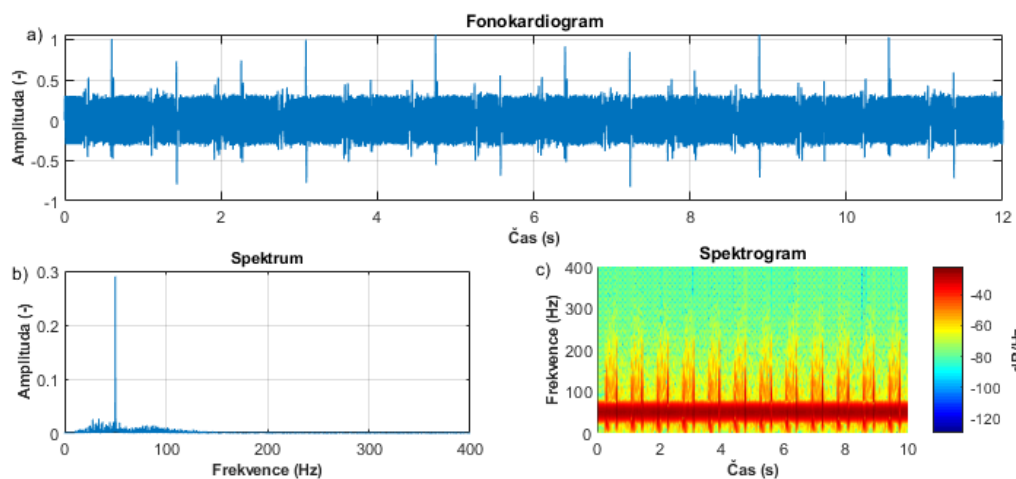 Fonokardiogram
a)
Amplituda (-)
1
0.5
0
-0.5
-1
0 2 4 6 8 10 12
Čas (s)
b) Spektrum
Amplituda (-)
0.3
0.2
0.1
0
0 100 200 300 400
Frekvence (Hz)
c) Spektrogram
Frekvence (Hz)
400
300
200
100
0
0 2 4 6 8 10
Čas (s)
-40
-60
-80
-100
-120
dB/Hz